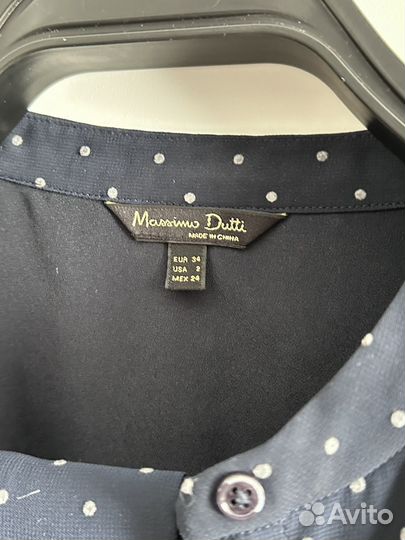 Massimo Dutti
MADE IN CHINA
EUR 34
USA 2
MEX 24
Avito